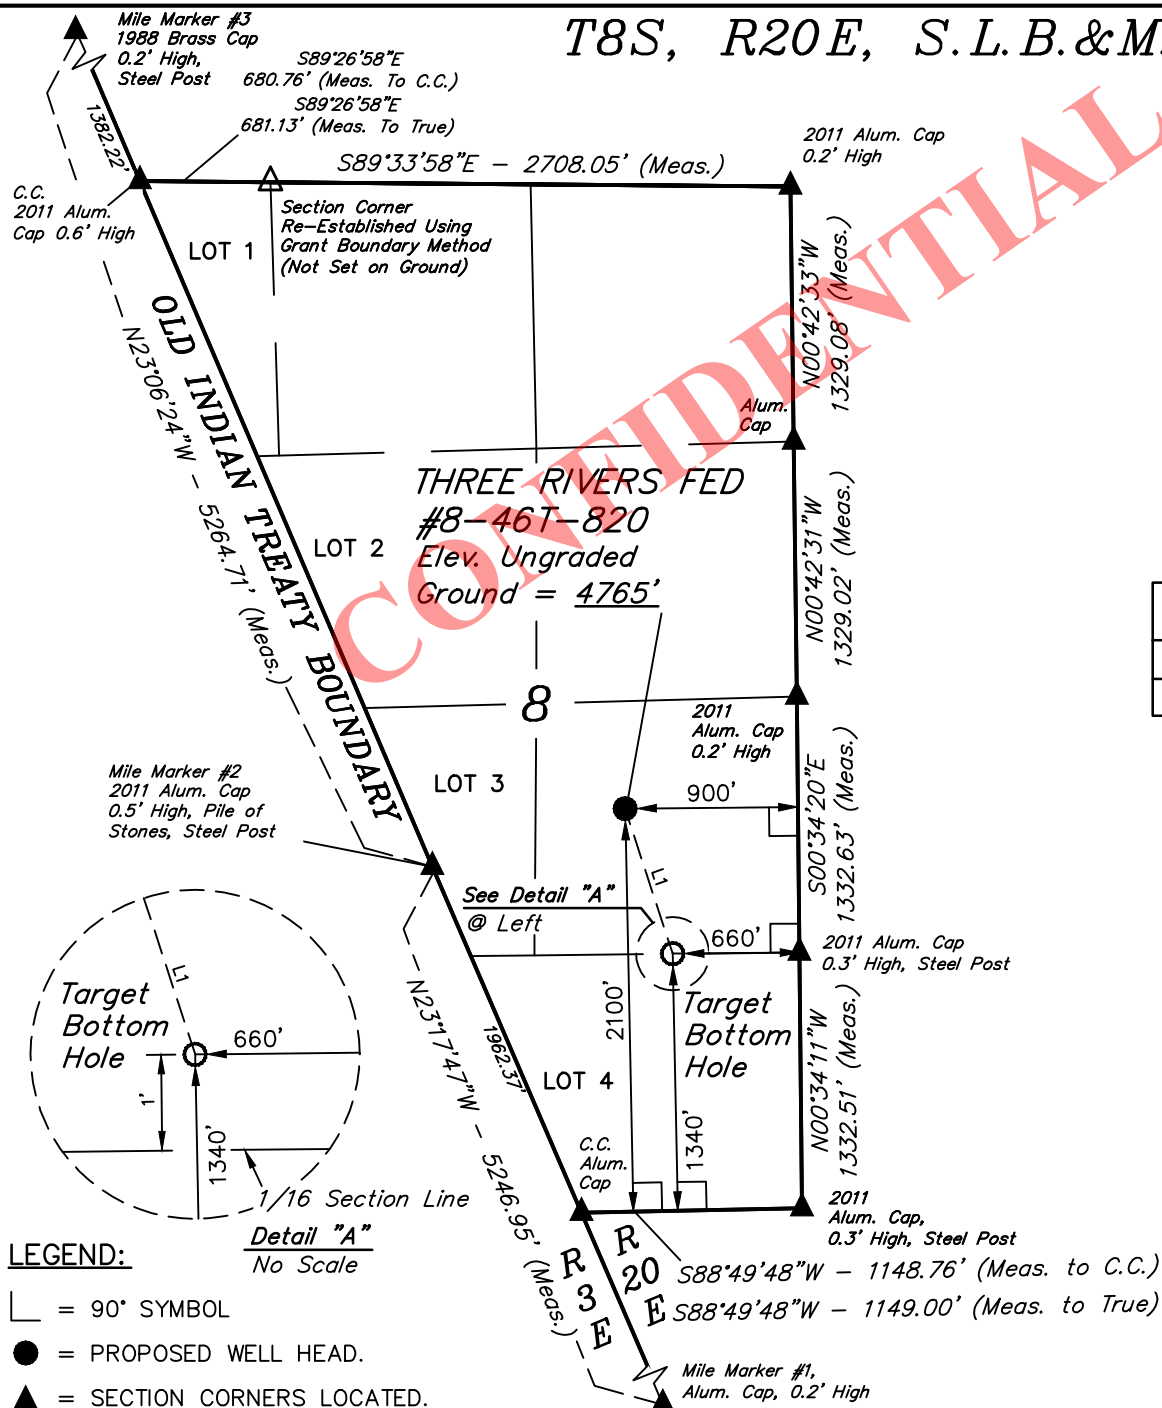 T8S, R20E, S.L.B.&M.
Mile Marker #3
1988 Brass Cap
0.2' High,
Steel Post
S89°26'58"E
680.76' (Meas. To C.C.)
S89°26'58"E
681.13' (Meas. To True)
1382.22'
S89°33'58"E - 2708.05' (Meas.)
2011 Alum. Cap
0.2' High
C.C.
2011 Alum.
Cap 0.6' High
Section Corner
Re-Established Using
Grant Boundary Method
(Not Set on Ground)
LOT 1
N00°42'33"W
1329.08' (Meas.)
OLD INDIAN TREATY BOUNDARY
N23°06'24"W - 5264.71' (Meas.)
CONFIDENTIAL
Alum.
Cap
THREE RIVERS FED
#8-46T-820
Elev. Ungraded
Ground = 4765'
LOT 2
N00°42'31"W
1329.02' (Meas.)
8
2011
Alum. Cap
0.2' High
LOT 3
Mile Marker #2
2011 Alum. Cap
0.5' High, Pile of
Stones, Steel Post
900'
S00°34'20"E
1332.63' (Meas.)
L1
See Detail "A"
@ Left
660'
2011 Alum. Cap
0.3' High, Steel Post
Target
Bottom
Hole
2100'
1340'
N00°34'11"W
1332.51' (Meas.)
N23°17'47"W - 5246.95' (Meas.)
1962.37'
LOT 4
C.C.
Alum.
Cap
2011
Alum. Cap,
0.3' High, Steel Post
L1
Target
Bottom
Hole
660'
1'
1340'
1/16 Section Line
Detail "A"
No Scale
R
3
E
R
20
E
S88°49'48"W - 1148.76' (Meas. to C.C.)
S88°49'48"W - 1149.00' (Meas. to True)
Mile Marker #1,
Alum. Cap, 0.2' High
LEGEND:
= 90° SYMBOL
= PROPOSED WELL HEAD.
= SECTION CORNERS LOCATED.